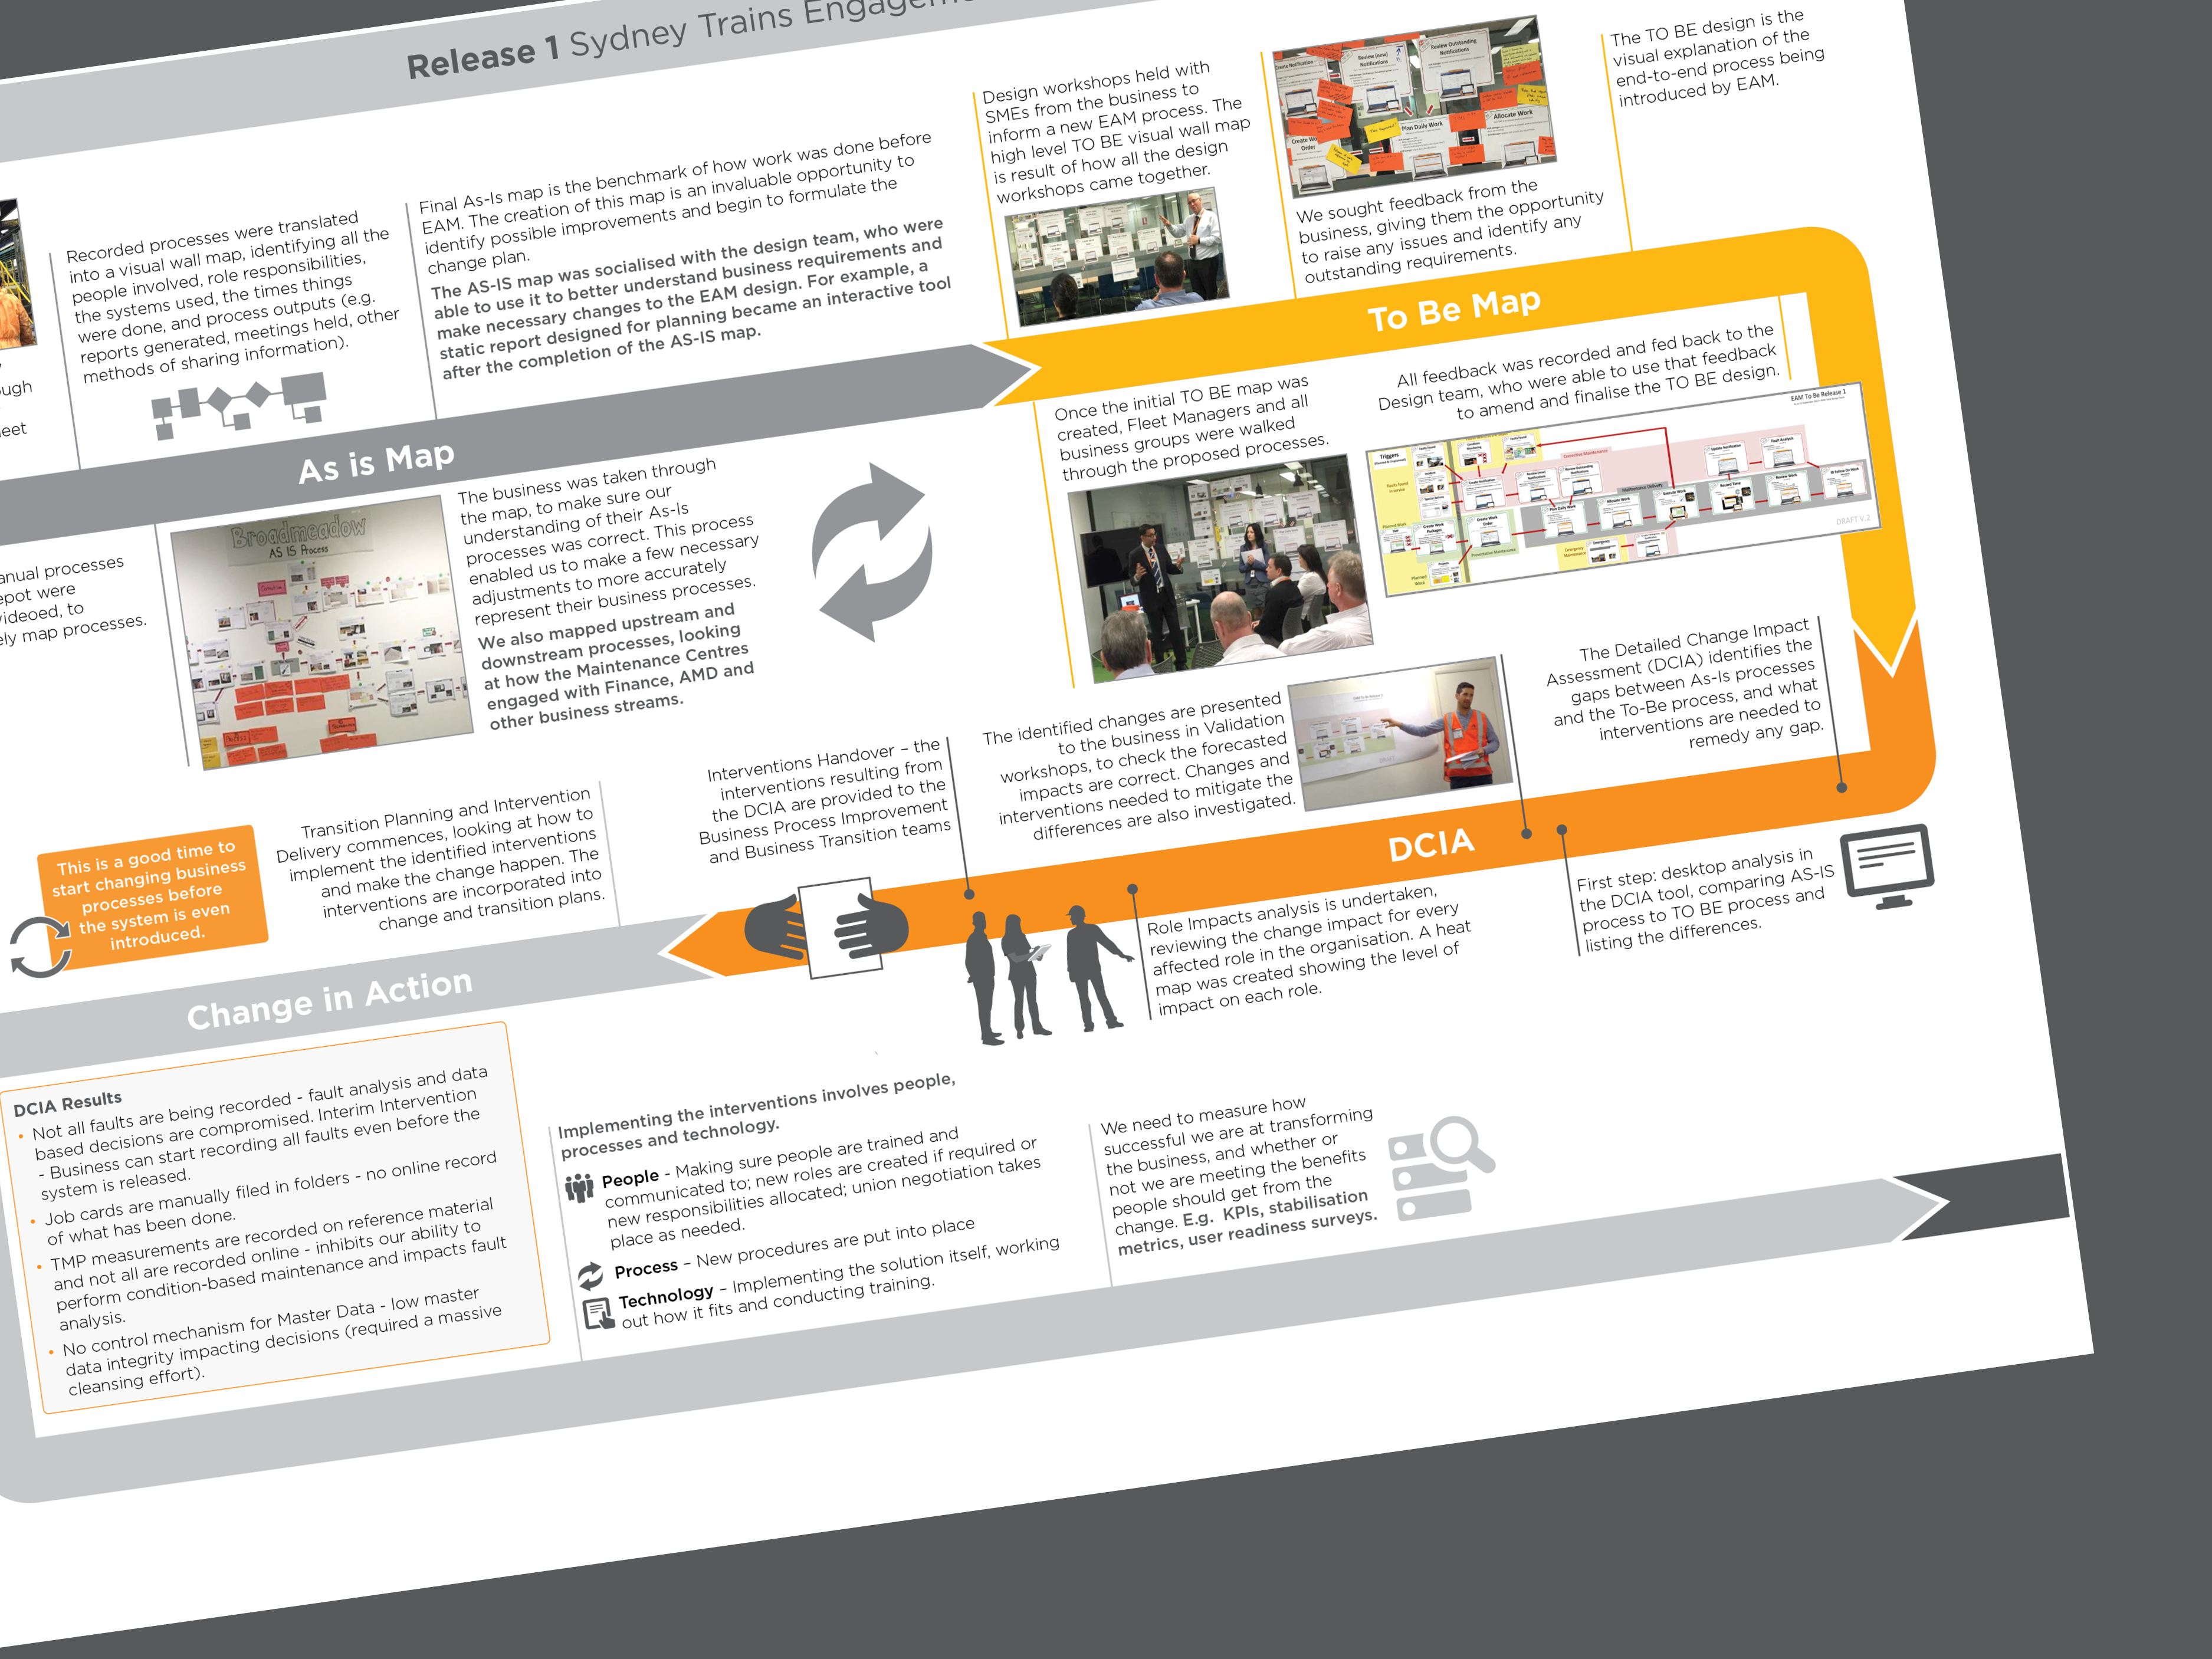 Release 1 Sydney Trains
Recorded processes were translated
into a visual wall map, identifying all the
people involved, role responsibilities,
the systems used, the times things
were done, and process outputs (e.g.
reports generated, meetings held, other
methods of sharing information).
Final As-Is map is the benchmark of how work was done before
EAM. The creation of this map is an invaluable opportunity to
identify possible improvements and begin to formulate the
change plan.
The AS-IS map was socialised with the design team, who were
able to use it to better understand business requirements and
make necessary changes to the EAM design. For example, a
static report designed for planning became an interactive tool
after the completion of the AS-IS map.
Design workshops held with
SMEs from the business to
inform a new EAM process. The
high level TO BE visual wall map
is result of how all the design
workshops came together.
Review (new)
Notifications
Review Outstanding
Notifications
Plan Daily Work
Allocate Work
We sought feedback from the
business, giving them the opportunity
to raise any issues and identify any
outstanding requirements.
The TO BE design is the
visual explanation of the
end-to-end process being
introduced by EAM.
As is Map
To Be Map
anual processes
epot were
ideoed, to
ely map processes.
Broadmeadow
AS IS Process
The business was taken through
the map, to make sure our
understanding of their As-Is
processes was correct. This process
enabled us to make a few necessary
adjustments to more accurately
represent their business processes.
We also mapped upstream and
downstream processes, looking
at how the Maintenance Centres
engaged with Finance, AMD and
other business streams.
Once the initial TO BE map was
created, Fleet Managers and all
business groups were walked
through the proposed processes.
All feedback was recorded and fed back to the
Design team, who were able to use that feedback
to amend and finalise the TO BE design.
EAM To Be Release 1
Triggers
DRAFT V.2
The Detailed Change Impact
Assessment (DCIA) identifies the
gaps between As-Is processes
and the To-Be process, and what
interventions are needed to
remedy any gap.
The identified changes are presented
to the business in Validation
workshops, to check the forecasted
impacts are correct. Changes and
interventions needed to mitigate the
differences are also investigated.
Interventions Handover – the
interventions resulting from
the DCIA are provided to the
Business Process Improvement
and Business Transition teams
Transition Planning and Intervention
Delivery commences, looking at how to
implement the identified interventions
and make the change happen. The
interventions are incorporated into
change and transition plans.
This is a good time to
start changing business
processes before
the system is even
introduced.
DCIA
Change in Action
First step: desktop analysis in
the DCIA tool, comparing AS-IS
process to TO BE process and
listing the differences.
Role Impacts analysis is undertaken,
reviewing the change impact for every
affected role in the organisation. A heat
map was created showing the level of
impact on each role.
DCIA Results
• Not all faults are being recorded - fault analysis and data
based decisions are compromised. Interim Intervention
- Business can start recording all faults even before the
system is released.
• Job cards are manually filed in folders - no online record
of what has been done.
• TMP measurements are recorded on reference material
and not all are recorded online - inhibits our ability to
perform condition-based maintenance and impacts fault
analysis.
• No control mechanism for Master Data - low master
data integrity impacting decisions (required a massive
cleansing effort).
Implementing the interventions involves people,
processes and technology.
People - Making sure people are trained and
communicated to; new roles are created if required or
new responsibilities allocated; union negotiation takes
place as needed.
Process – New procedures are put into place
Technology – Implementing the solution itself, working
out how it fits and conducting training.
We need to measure how
successful we are at transforming
the business, and whether or
not we are meeting the benefits
people should get from the
change. E.g. KPIs, stabilisation
metrics, user readiness surveys.